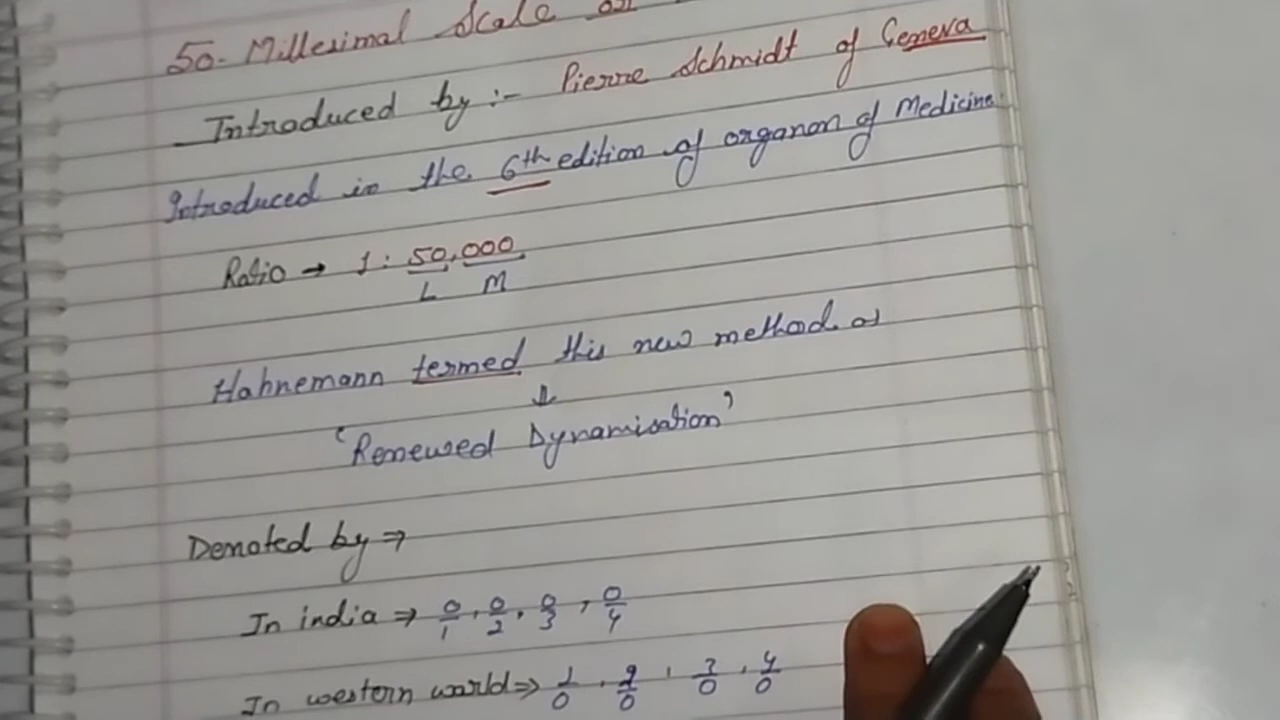 50. Millesimal Scale or
Introduced by :- Pierre Schmidt of Geneva
Introduced in the 6th edition of organon of Medicine.
Ratio → 1 : 50,000
L M
Hahnemann termed this new method as
↓
'Renewed Dynamisation'
Denoted by ⇒
In india ⇒ 0/1, 0/2, 0/3, 0/4
In western world ⇒ 1/0, 2/0, 3/0, 4/0